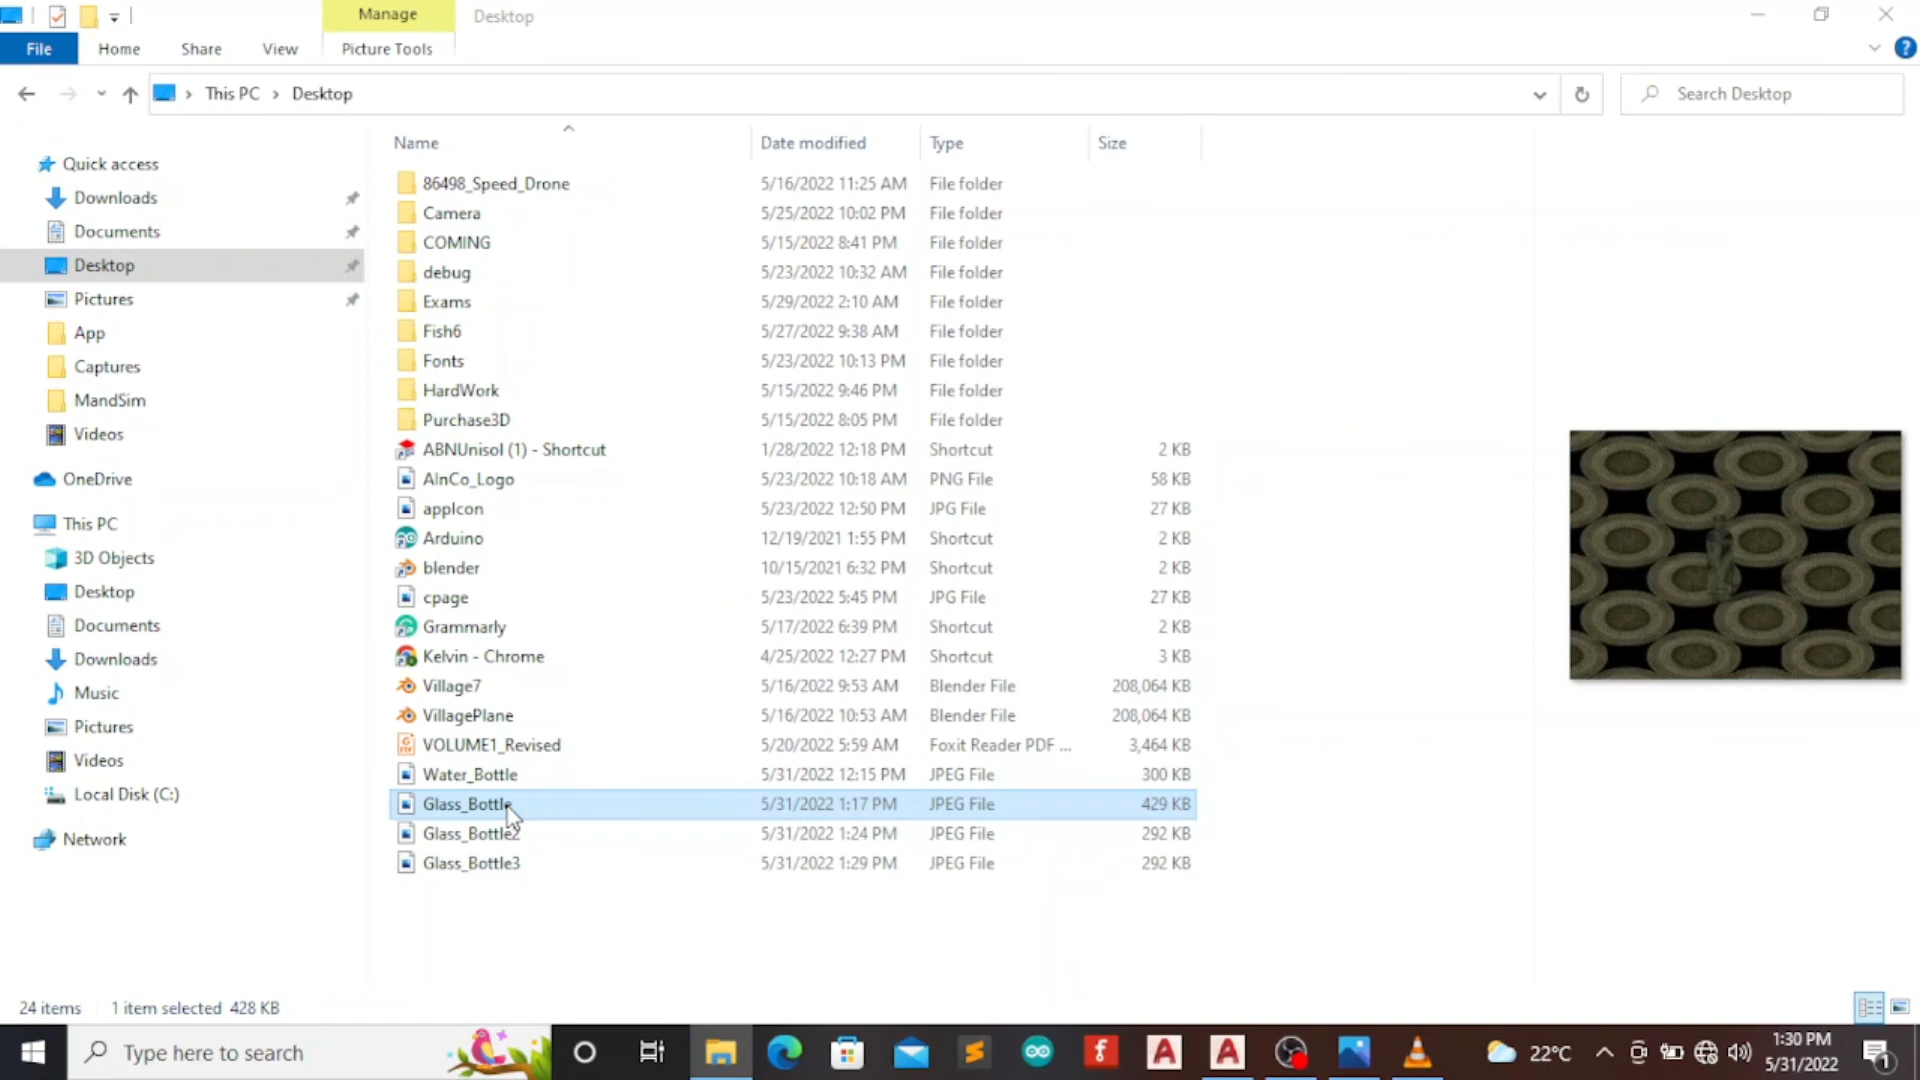 Manage
Desktop
File
Home
Share
View
Picture Tools
This PC
Desktop
Search Desktop
Name
Date modified
Type
Size
Quick access
Downloads
Documents
Desktop
Pictures
App
Captures
MandSim
Videos
OneDrive
This PC
3D Objects
Desktop
Documents
Downloads
Music
Pictures
Videos
Local Disk (C:)
Network
86498_Speed_Drone 5/16/2022 11:25 AM File folder
Camera 5/25/2022 10:02 PM File folder
COMING 5/15/2022 8:41 PM File folder
debug 5/23/2022 10:32 AM File folder
Exams 5/29/2022 2:10 AM File folder
Fish6 5/27/2022 9:38 AM File folder
Fonts 5/23/2022 10:13 PM File folder
HardWork 5/15/2022 9:46 PM File folder
Purchase3D 5/15/2022 8:05 PM File folder
ABNUnisol (1) - Shortcut 1/28/2022 12:18 PM Shortcut 2 KB
AInCo_Logo 5/23/2022 10:18 AM PNG File 58 KB
appIcon 5/23/2022 12:50 PM JPG File 27 KB
Arduino 12/19/2021 1:55 PM Shortcut 2 KB
blender 10/15/2021 6:32 PM Shortcut 2 KB
cpage 5/23/2022 5:45 PM JPG File 27 KB
Grammarly 5/17/2022 6:39 PM Shortcut 2 KB
Kelvin - Chrome 4/25/2022 12:27 PM Shortcut 3 KB
Village7 5/16/2022 9:53 AM Blender File 208,064 KB
VillagePlane 5/16/2022 10:53 AM Blender File 208,064 KB
VOLUME1_Revised 5/20/2022 5:59 AM Foxit Reader PDF ... 3,464 KB
Water_Bottle 5/31/2022 12:15 PM JPEG File 300 KB
Glass_Bottle 5/31/2022 1:17 PM JPEG File 429 KB
Glass_Bottle2 5/31/2022 1:24 PM JPEG File 292 KB
Glass_Bottle3 5/31/2022 1:29 PM JPEG File 292 KB
24 items 1 item selected 428 KB
Type here to search
22°C
1:30 PM
5/31/2022
1